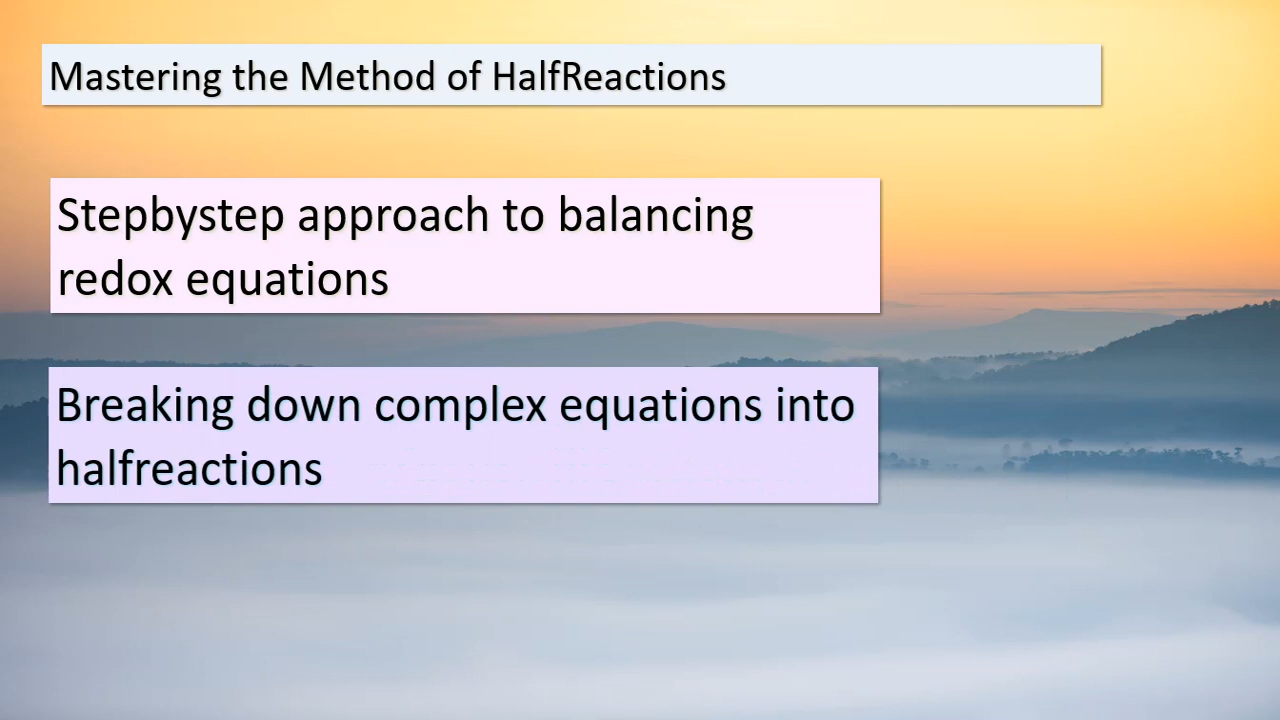 Mastering the Method of HalfReactions
Stepbystep approach to balancing
redox equations
Breaking down complex equations into
halfreactions